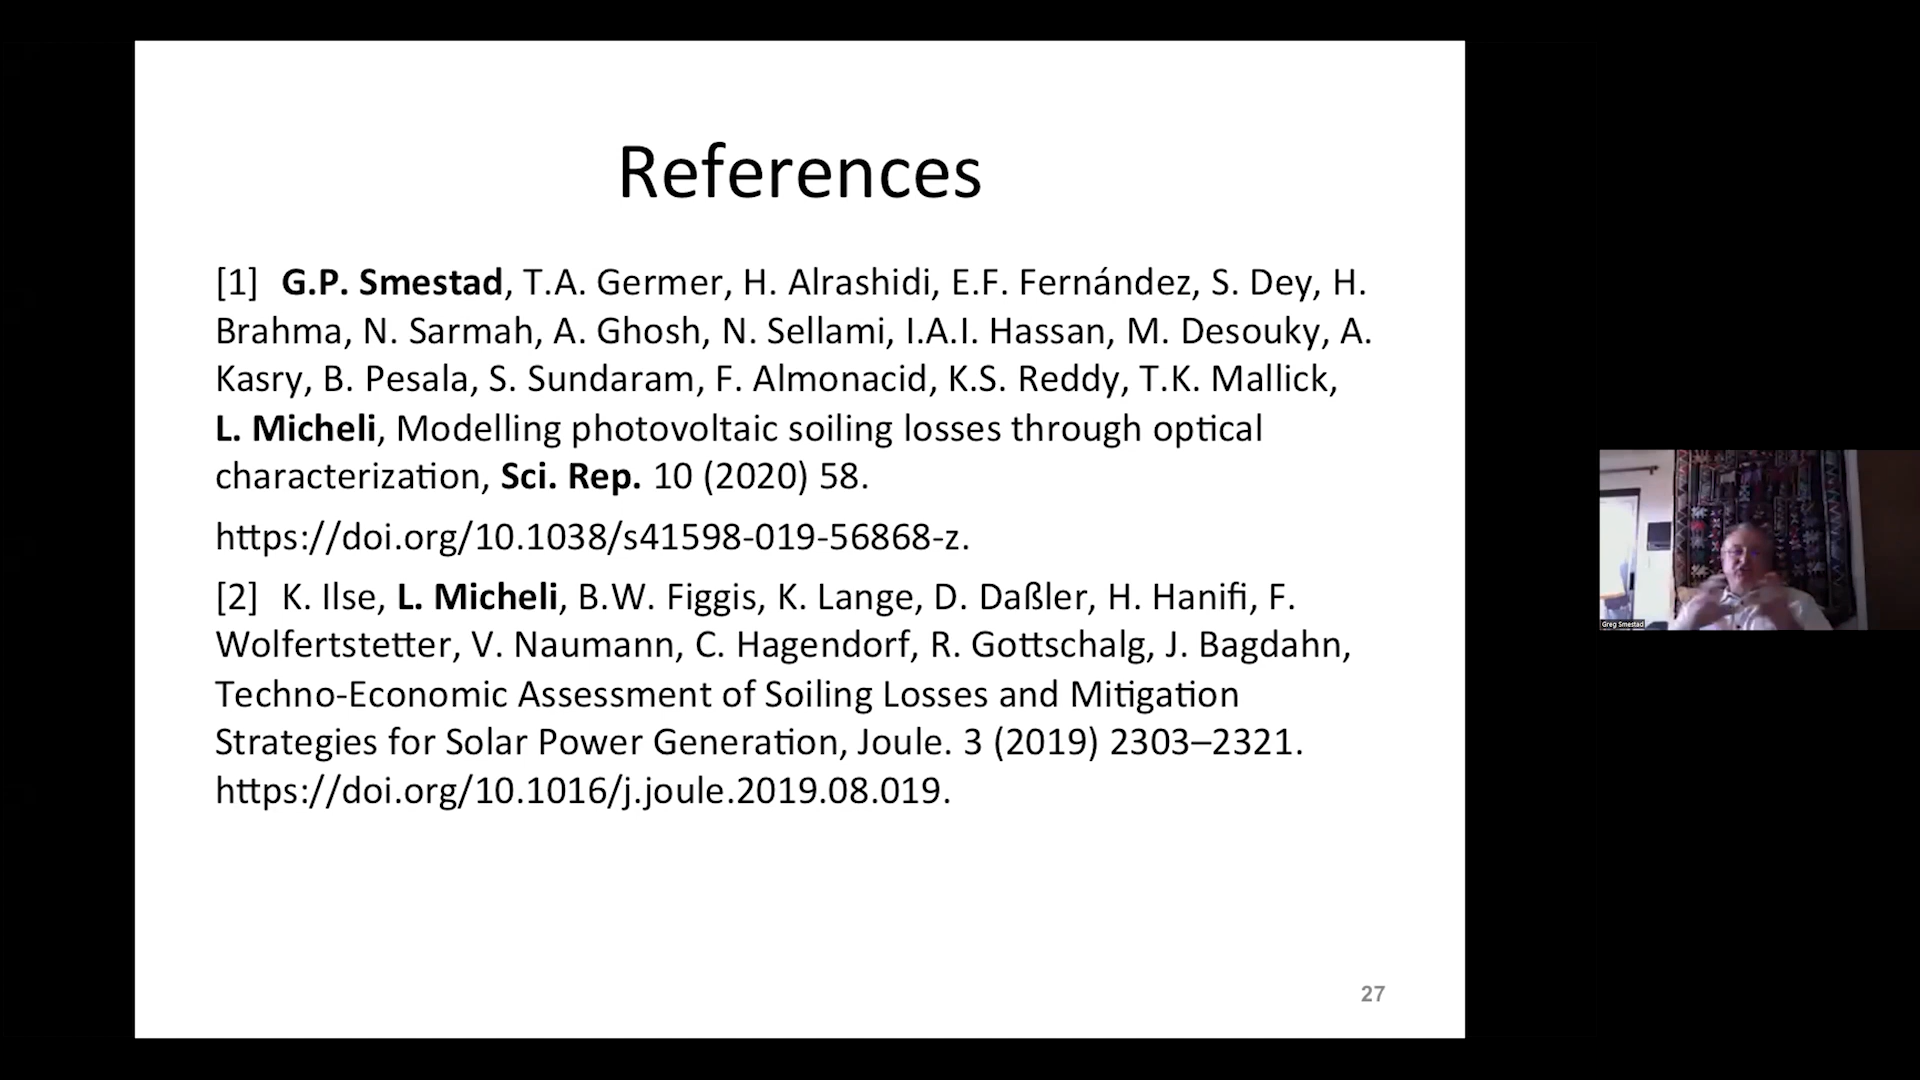 References
[1] G.P. Smestad, T.A. Germer, H. Alrashidi, E.F. Fernández, S. Dey, H.
Brahma, N. Sarmah, A. Ghosh, N. Sellami, I.A.I. Hassan, M. Desouky, A.
Kasry, B. Pesala, S. Sundaram, F. Almonacid, K.S. Reddy, T.K. Mallick,
L. Micheli, Modelling photovoltaic soiling losses through optical
characterization, Sci. Rep. 10 (2020) 58.
https://doi.org/10.1038/s41598-019-56868-z.
[2] K. Ilse, L. Micheli, B.W. Figgis, K. Lange, D. Daßler, H. Hanifi, F.
Wolfertstetter, V. Naumann, C. Hagendorf, R. Gottschalg, J. Bagdahn,
Techno-Economic Assessment of Soiling Losses and Mitigation
Strategies for Solar Power Generation, Joule. 3 (2019) 2303–2321.
https://doi.org/10.1016/j.joule.2019.08.019.
27
Greg Smestad